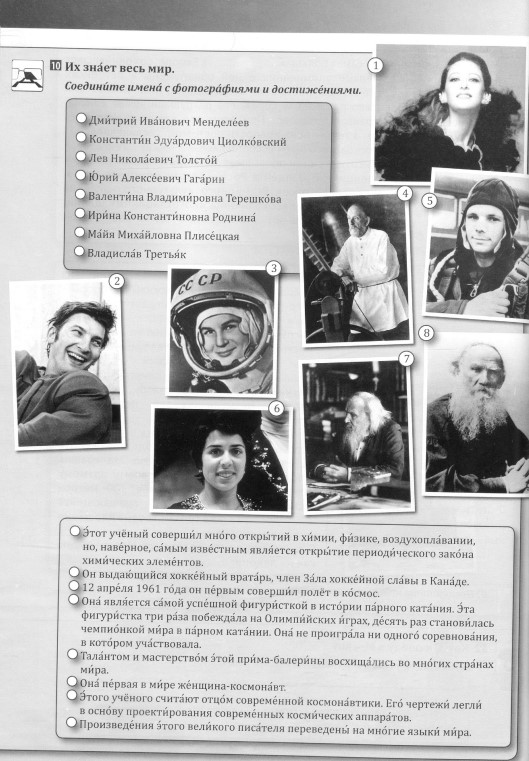 10 Их зна́ет весь мир.
Соедини́те имена́ с фотогра́фиями и достиже́ниями.
1
Дми́трий Ива́нович Менделе́ев
Константи́н Эдуа́рдович Циолко́вский
Лев Никола́евич Толсто́й
Ю́рий Алексе́евич Гага́рин
Валенти́на Влади́мировна Терешко́ва
Ири́на Константи́новна Роднина́
Ма́йя Миха́йловна Плисе́цкая
Владисла́в Третья́к
4
5
2
3
СССР
8
7
6
Э́тот учёный соверши́л мно́го откры́тий в хи́мии, фи́зике, воздухопла́вании,
но, наве́рное, са́мым изве́стным явля́ется откры́тие периоди́ческого зако́на
хими́ческих элеме́нтов.
Он выдаю́щийся хокке́йный врата́рь, член За́ла хокке́йной сла́вы в Кана́де.
12 апре́ля 1961 го́да он пе́рвым соверши́л полёт в ко́смос.
Она́ явля́ется са́мой успе́шной фигури́сткой в исто́рии па́рного ката́ния. Э́та
фигури́стка три ра́за побежда́ла на Олимпи́йских и́грах, де́сять раз станови́лась
чемпио́нкой ми́ра в па́рном ката́нии. Она́ не проигра́ла ни одного́ соревнова́ния,
в кото́ром уча́ствовала.
Тала́нтом и мастерство́м э́той при́ма-балери́ны восхища́лись во мно́гих стра́нах
ми́ра.
Она́ пе́рвая в ми́ре же́нщина-космона́вт.
Э́того учёного счита́ют отцо́м совреме́нной космона́втики. Его́ чертежи́ легли́
в осно́ву проекти́рования совреме́нных косми́ческих аппара́тов.
Произведе́ния э́того вели́кого писа́теля переведены́ на мно́гие языки́ ми́ра.